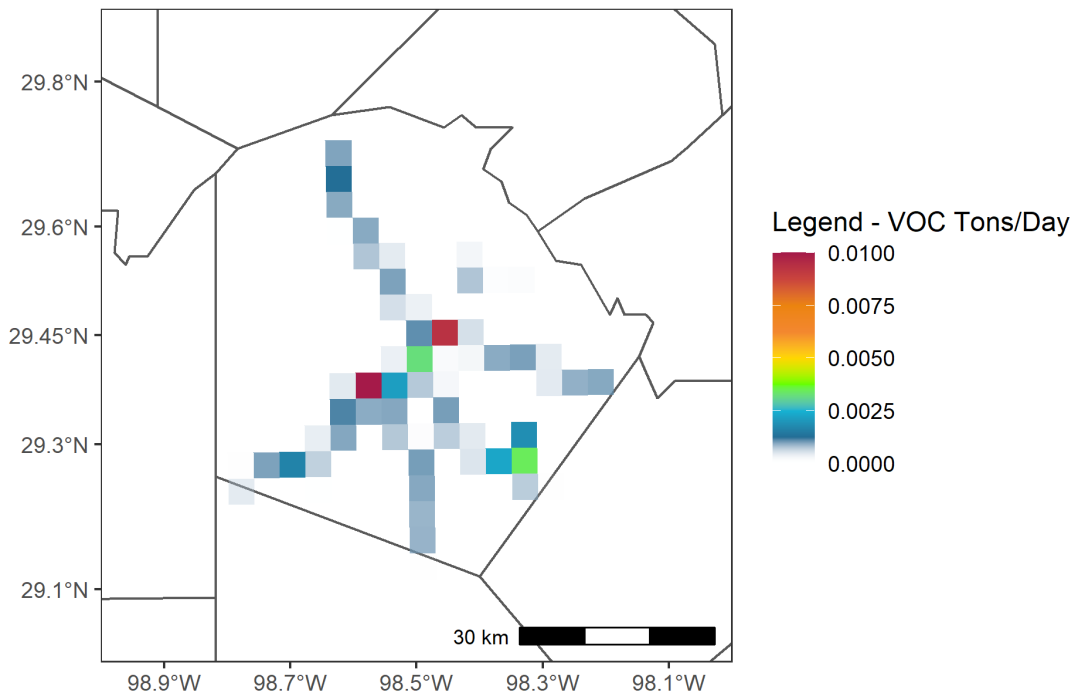 29.8°N
29.6°N
29.45°N
29.3°N
29.1°N
98.9°W 98.7°W 98.5°W 98.3°W 98.1°W
30 km
Legend - VOC Tons/Day
0.0100
0.0075
0.0050
0.0025
0.0000